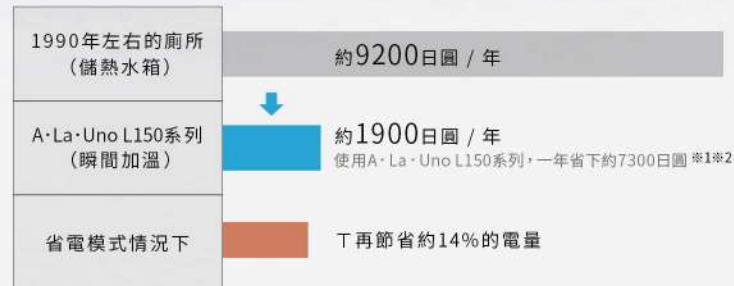 1990年左右的廁所
（儲熱水箱）
約9200日圓 / 年
A·La·Uno L150系列
（瞬間加溫）
約1900日圓 / 年
使用A·La·Uno L150系列，一年省下約7300日圓 ※1※2
省電模式情況下
丅再節省約14%的電量